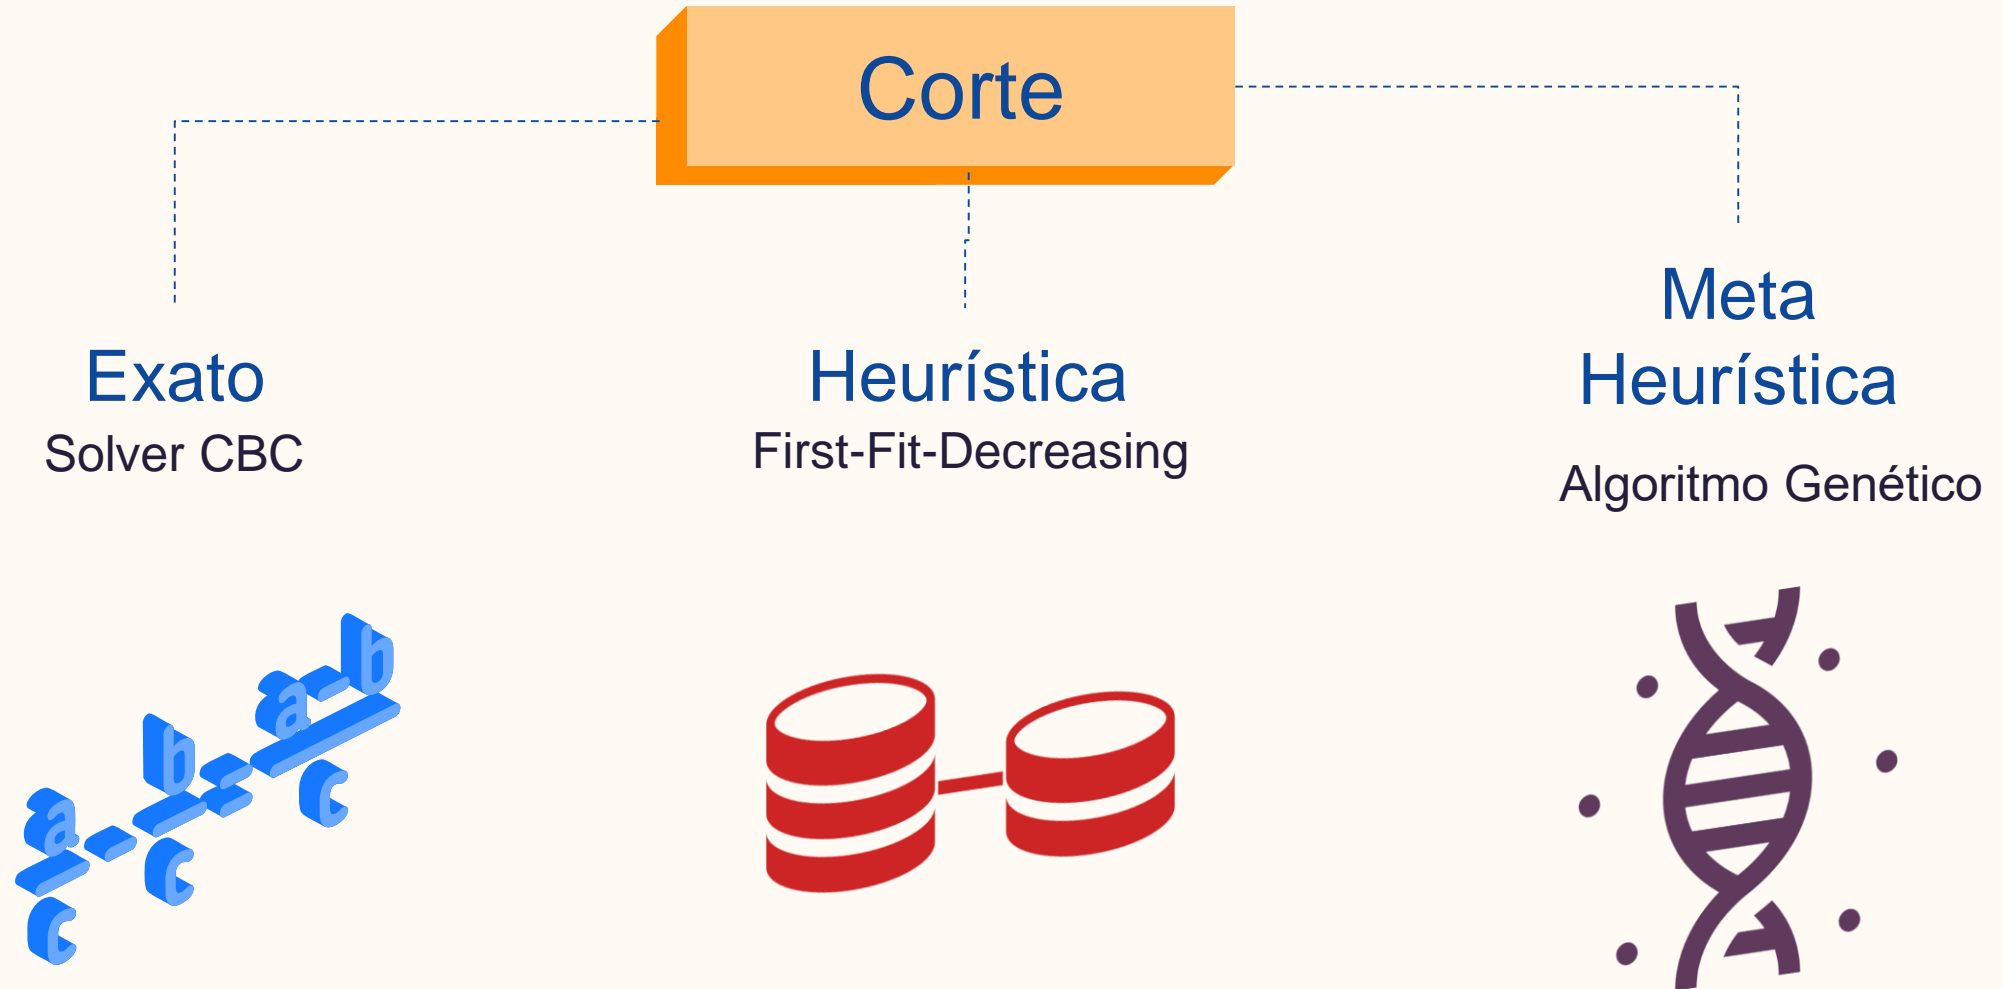 Corte
Exato
Solver CBC
Heurística
First-Fit-Decreasing
Meta
Heurística
Algoritmo Genético
a
-
b
=
a-b
c
c
c